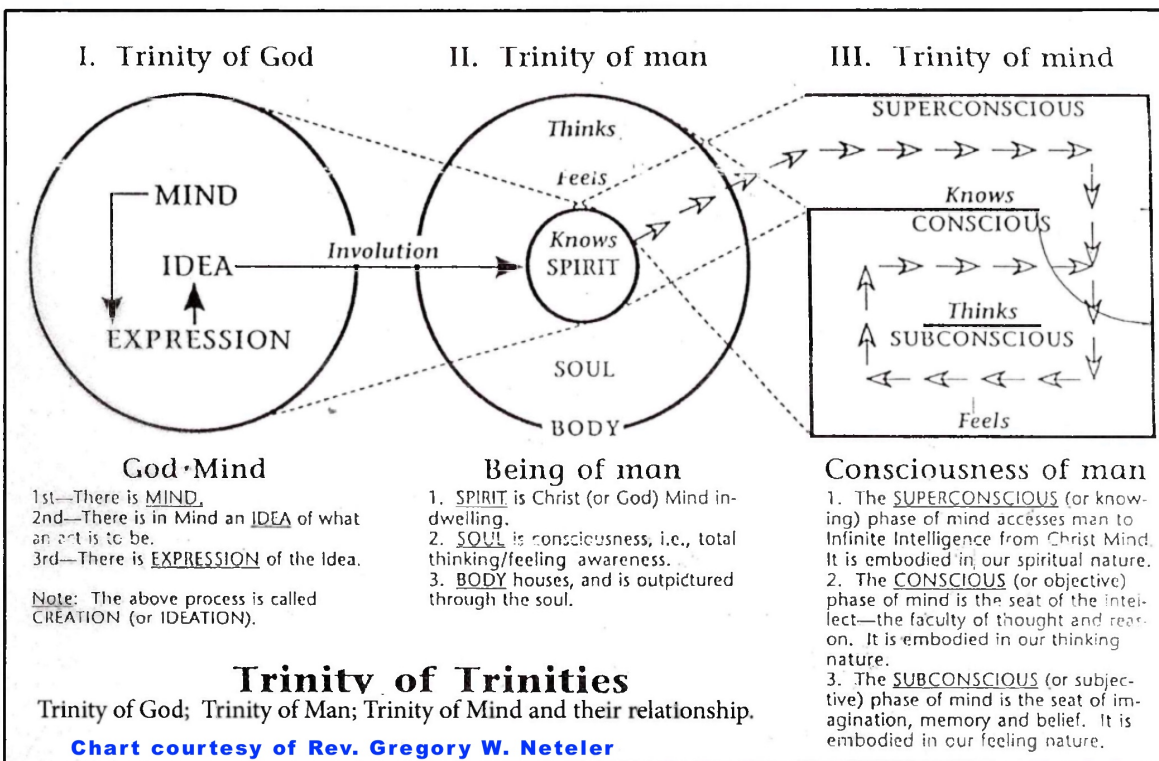 I. Trinity of God
MIND
IDEA
EXPRESSION
Involution
God-Mind
1st—There is MIND.
2nd—There is in Mind an IDEA of what
an act is to be.
3rd—There is EXPRESSION of the Idea.
Note: The above process is called
CREATION (or IDEATION).
II. Trinity of man
Thinks
Feels
Knows
SPIRIT
SOUL
BODY
Being of man
1. SPIRIT is Christ (or God) Mind in-
dwelling.
2. SOUL is consciousness, i.e., total
thinking/feeling awareness.
3. BODY houses, and is outpictured
through the soul.
III. Trinity of mind
SUPERCONSCIOUS
Knows
CONSCIOUS
Thinks
SUBCONSCIOUS
Feels
Consciousness of man
1. The SUPERCONSCIOUS (or know-
ing) phase of mind accesses man to
Infinite Intelligence from Christ Mind.
It is embodied in our spiritual nature.
2. The CONSCIOUS (or objective)
phase of mind is the seat of the intel-
lect—the faculty of thought and reas-
on. It is embodied in our thinking
nature.
3. The SUBCONSCIOUS (or subjec-
tive) phase of mind is the seat of im-
agination, memory and belief. It is
embodied in our feeling nature.
Trinity of Trinities
Trinity of God; Trinity of Man; Trinity of Mind and their relationship.
Chart courtesy of Rev. Gregory W. Neteler